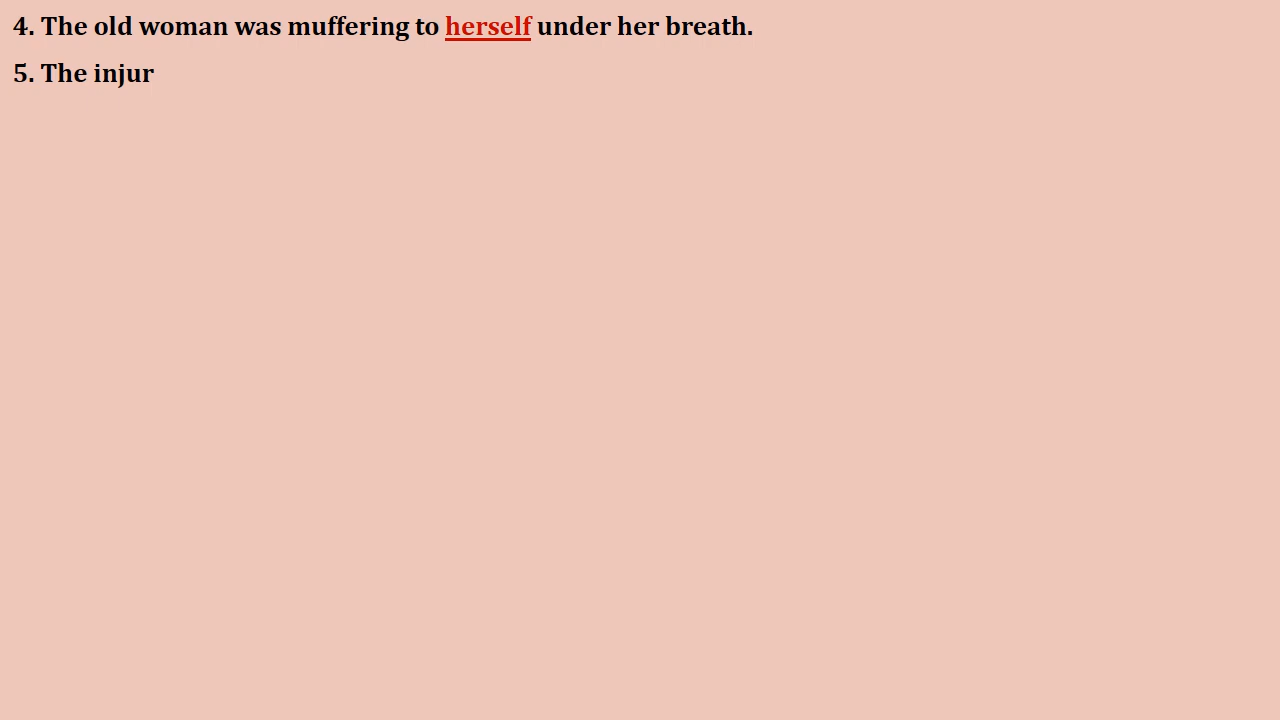 4. The old woman was muffering to herself under her breath.
5. The injur